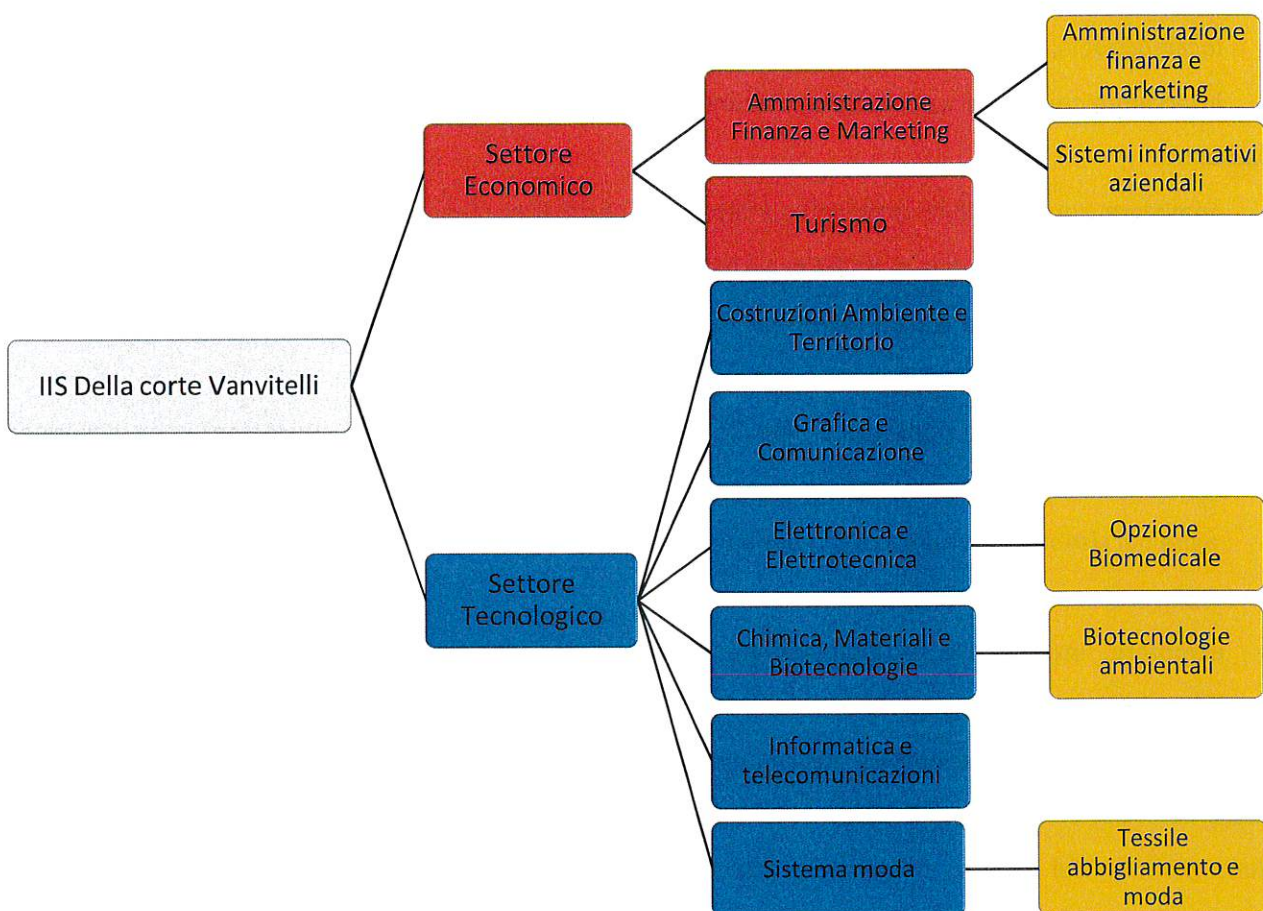 IIS Della corte Vanvitelli
Settore
Economico
Amministrazione
Finanza e Marketing
Amministrazione
finanza e
marketing
Sistemi informativi
aziendali
Turismo
Settore
Tecnologico
Costruzioni Ambiente e
Territorio
Grafica e
Comunicazione
Elettronica e
Elettrotecnica
Opzione
Biomedicale
Chimica, Materiali e
Biotecnologie
Biotecnologie
ambientali
Informatica e
telecomunicazioni
Sistema moda
Tessile
abbigliamento e
moda